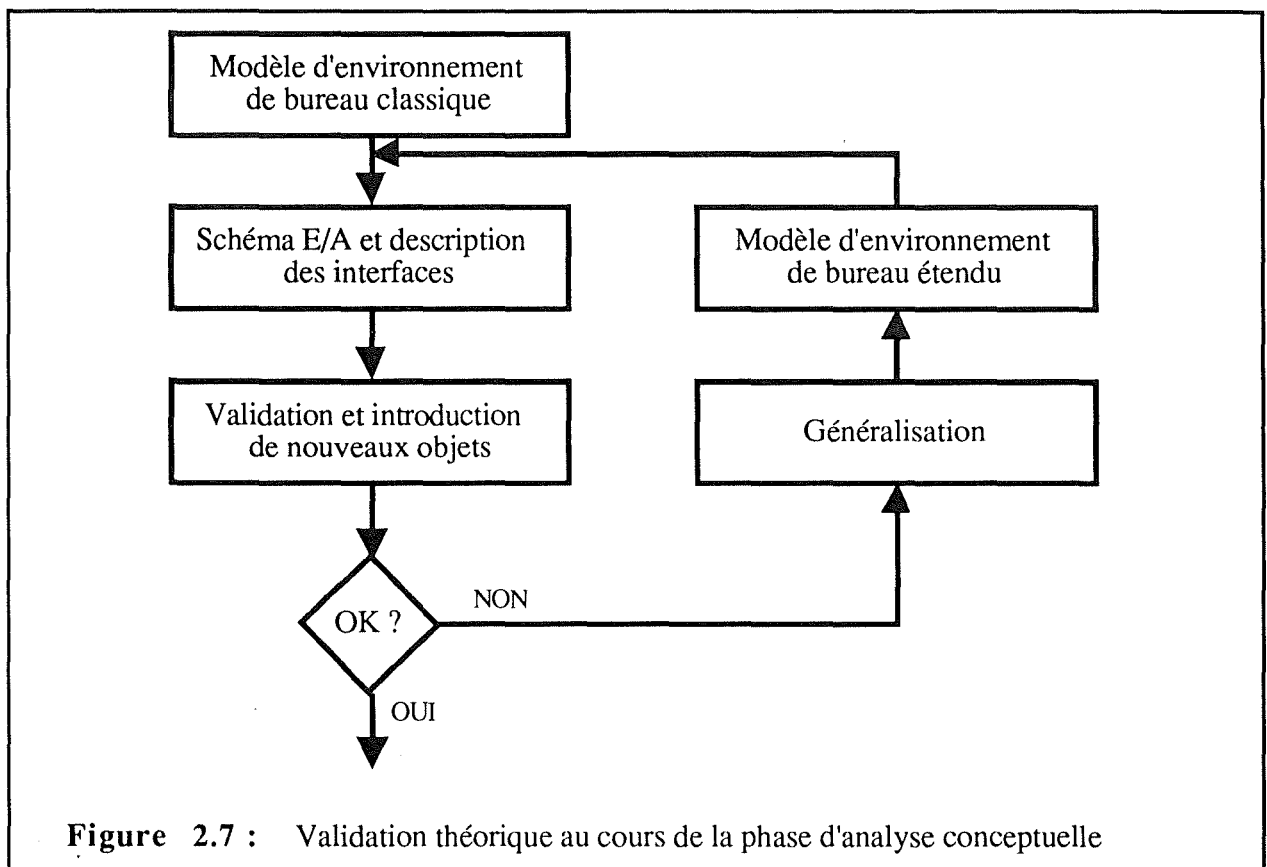 Modèle d'environnement
de bureau classique
Schéma E/A et description
des interfaces
Modèle d'environnement
de bureau étendu
Validation et introduction
de nouveaux objets
Généralisation
OK ?
NON
OUI
Figure 2.7 : Validation théorique au cours de la phase d'analyse conceptuelle